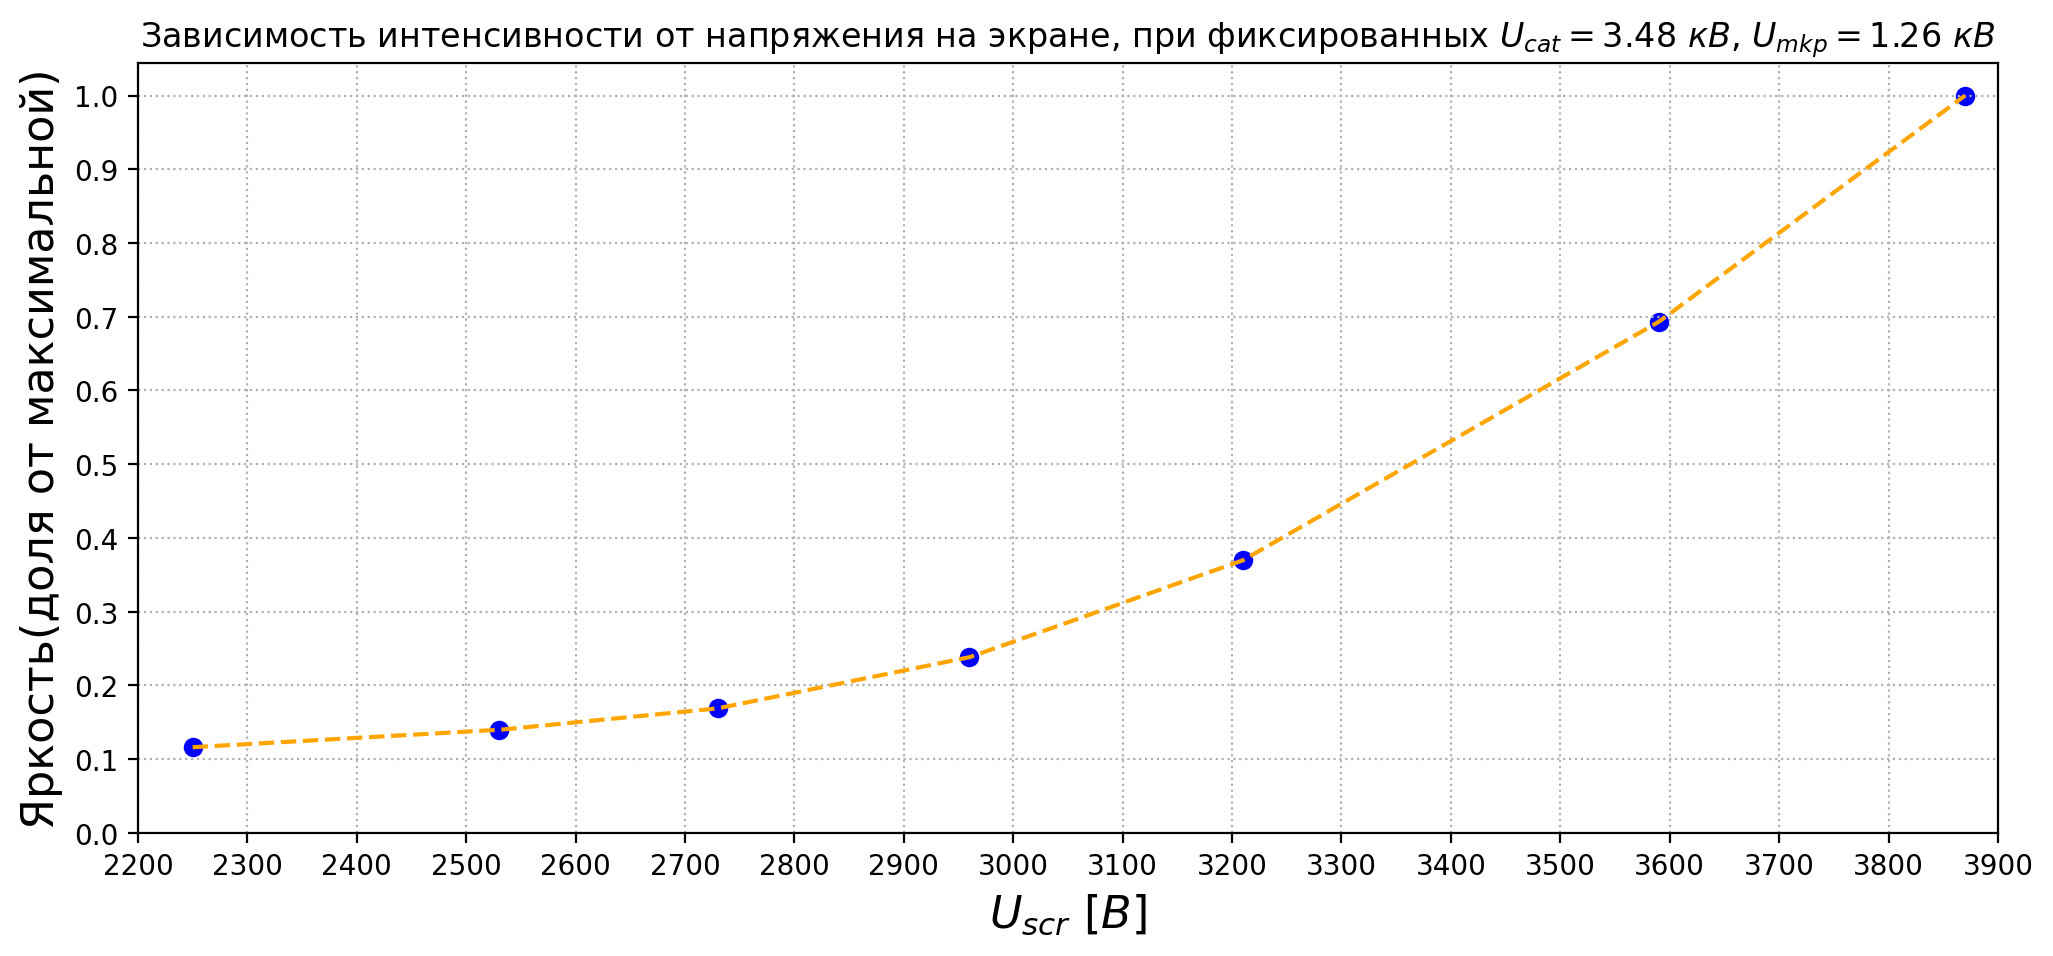 Зависимость интенсивности от напряжения на экране, при фиксированных U_cat = 3.48 кВ, U_mkp = 1.26 кВ
Яркость(доля от максимальной)
1.0
0.9
0.8
0.7
0.6
0.5
0.4
0.3
0.2
0.1
0.0
2200 2300 2400 2500 2600 2700 2800 2900 3000 3100 3200 3300 3400 3500 3600 3700 3800 3900
U_scr [В]